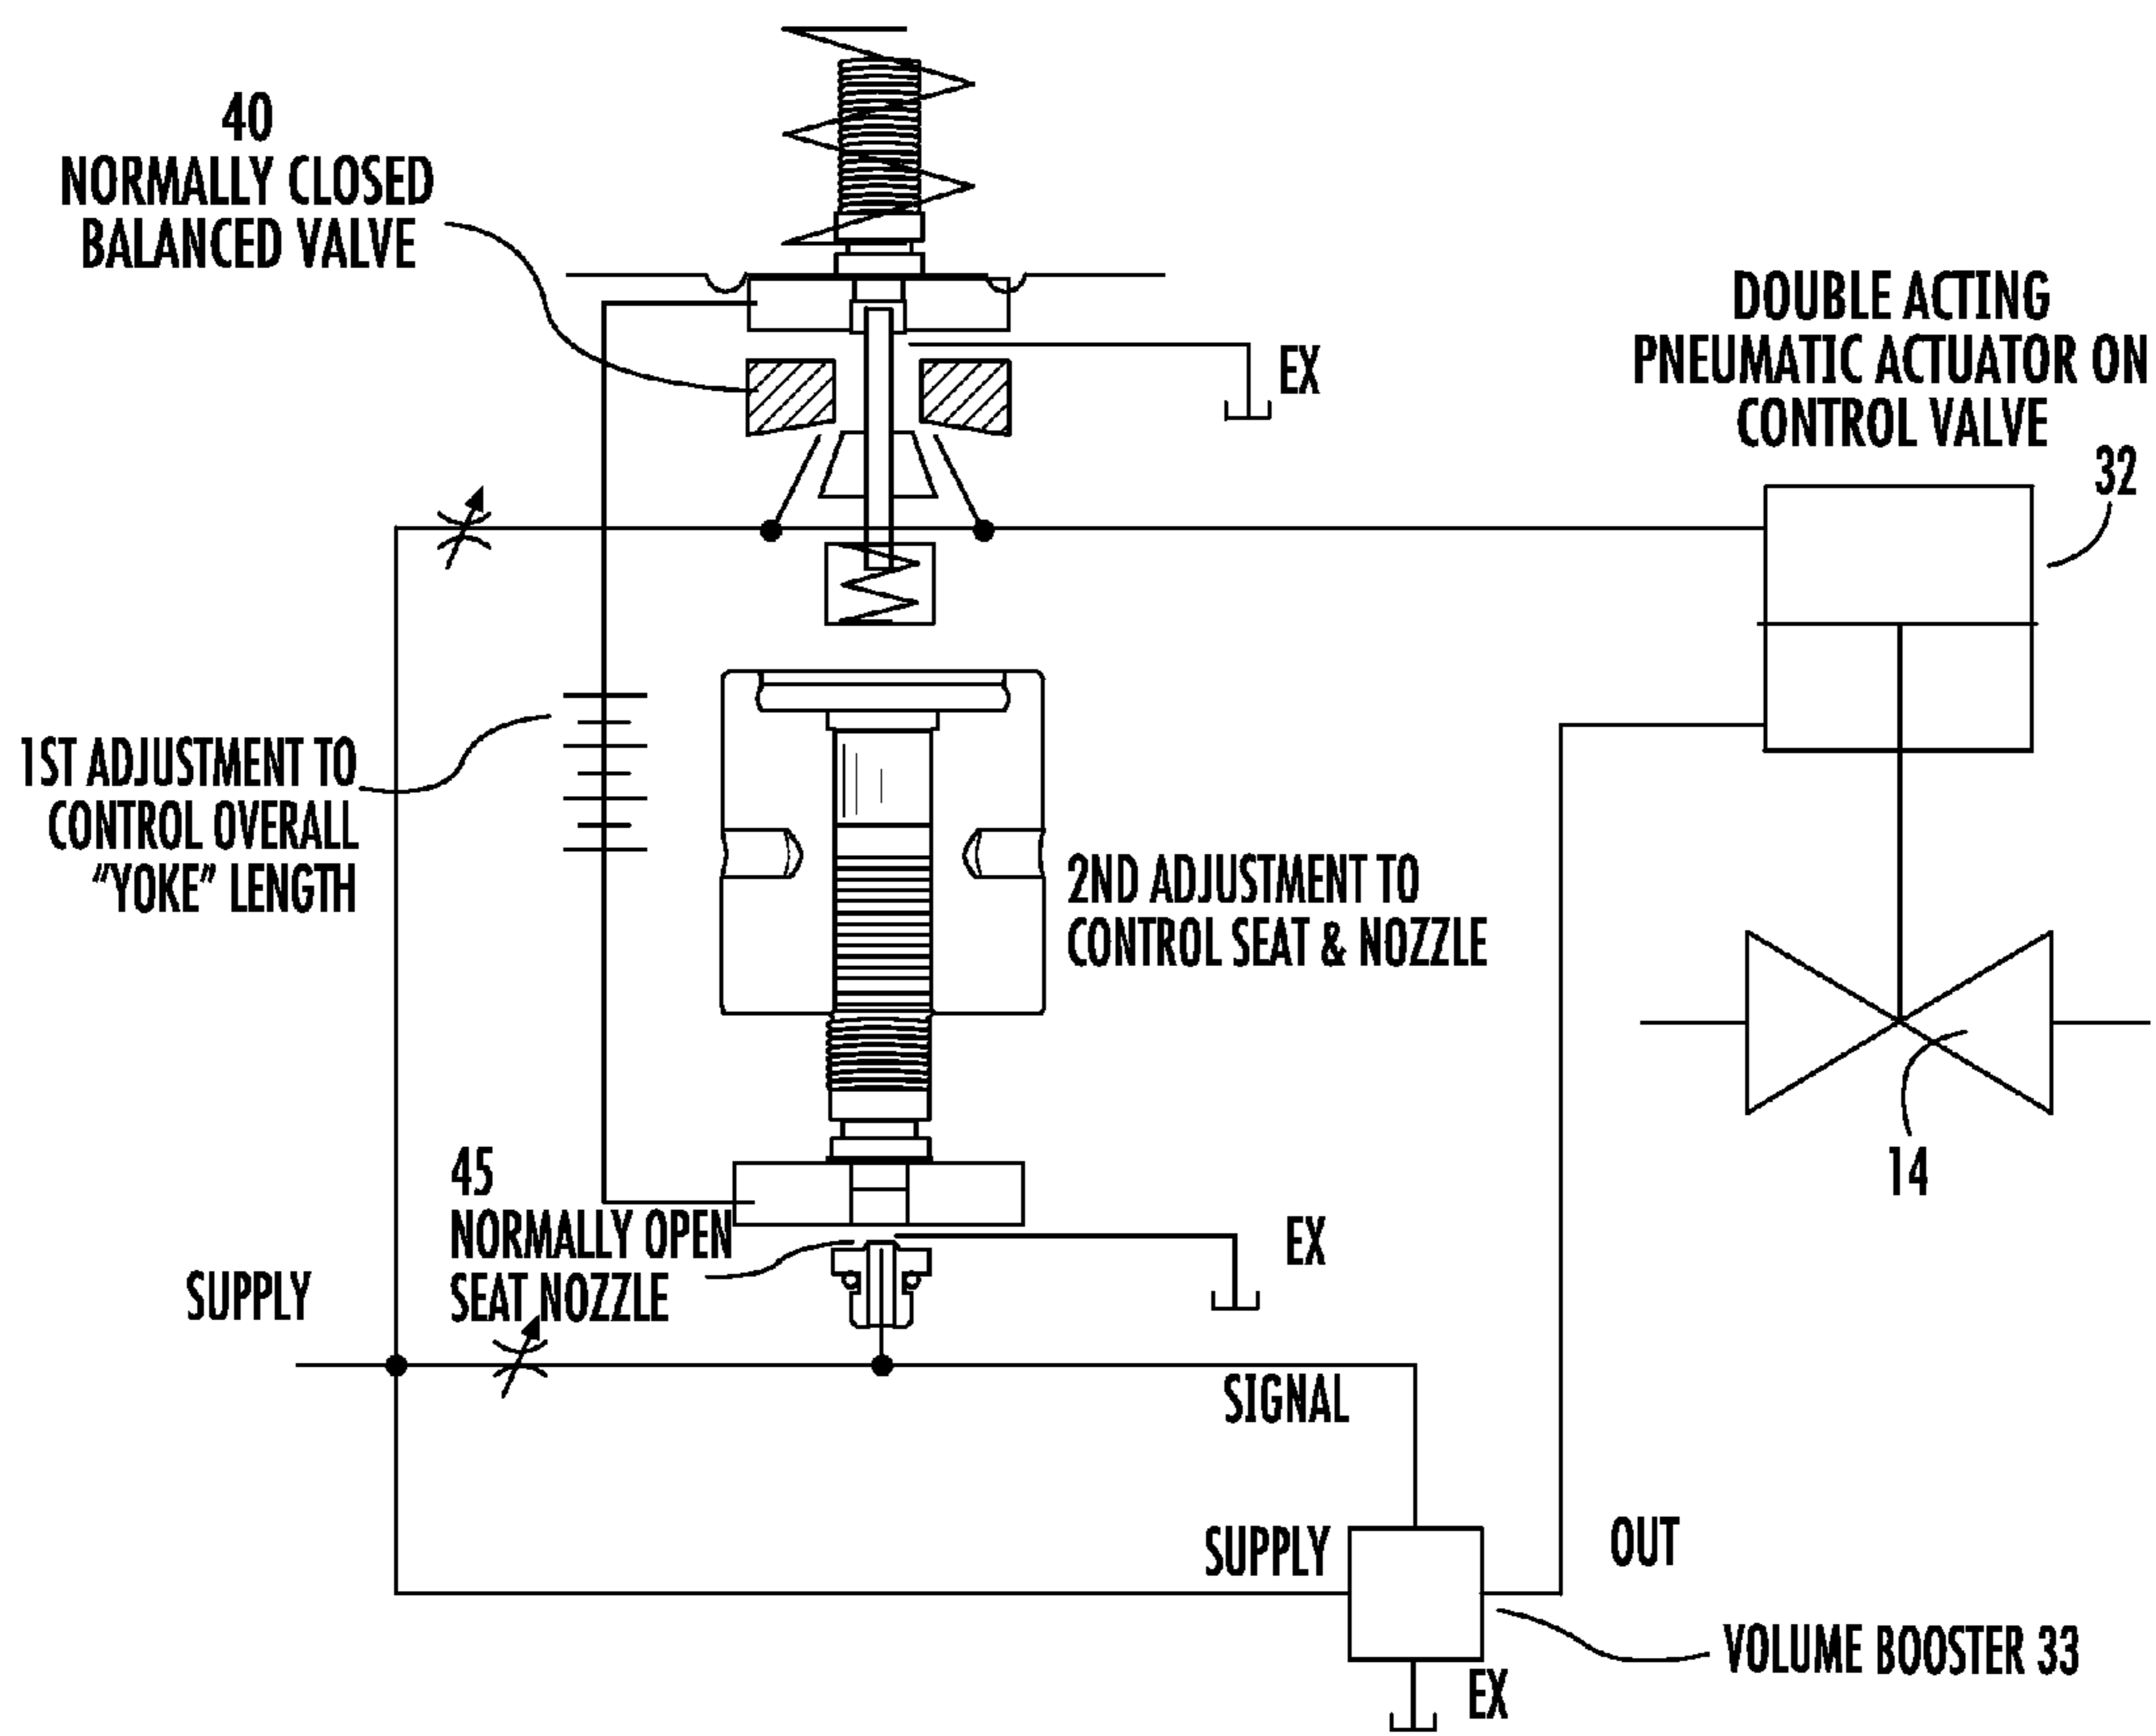 40
NORMALLY CLOSED
BALANCED VALVE
EX
DOUBLE ACTING
PNEUMATIC ACTUATOR ON
CONTROL VALVE
32
1ST ADJUSTMENT TO
CONTROL OVERALL
"YOKE" LENGTH
2ND ADJUSTMENT TO
CONTROL SEAT & NOZZLE
14
45
NORMALLY OPEN
SEAT NOZZLE
EX
SUPPLY
SIGNAL
SUPPLY
OUT
VOLUME BOOSTER 33
EX